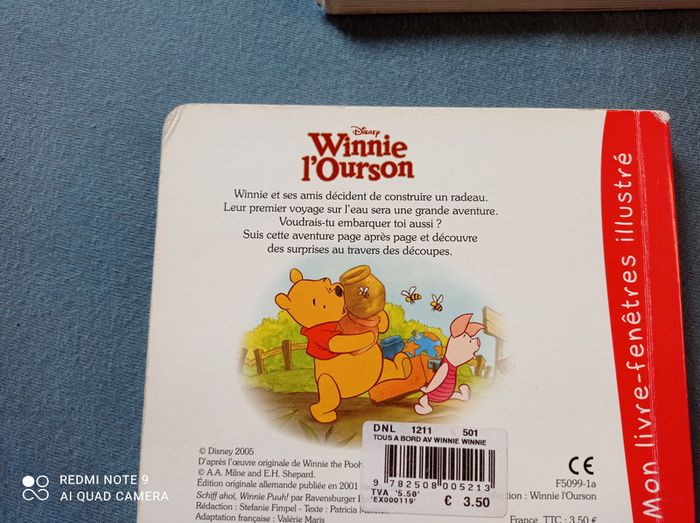 Disney
Winnie
l'Ourson
Winnie et ses amis décident de construire un radeau.
Leur premier voyage sur l'eau sera une grande aventure.
Voudrais-tu embarquer toi aussi ?
Suis cette aventure page après page et découvre
des surprises au travers des découpes.
Mon livre-fenêtres illustré
DNL 1211 501
TOUS A BORD AV WINNIE WINNIE
9 782508 005213
TVA '5.50'
'EX000119'
€ 3.50
© Disney 2005
D'après l'œuvre originale de Winnie the Pooh
© A.A. Milne and E.H. Shepard.
Édition originale allemande publiée en 2001
Schiff ahoi, Winnie Puuh! par Ravensburger
Rédaction : Stefanie Fimpel - Texte : Patricia
Adaptation française : Valérie Maris
CE
F5099-1a
: Winnie l'Ourson
France TTC : 3,50 €
REDMI NOTE 9
AI QUAD CAMERA